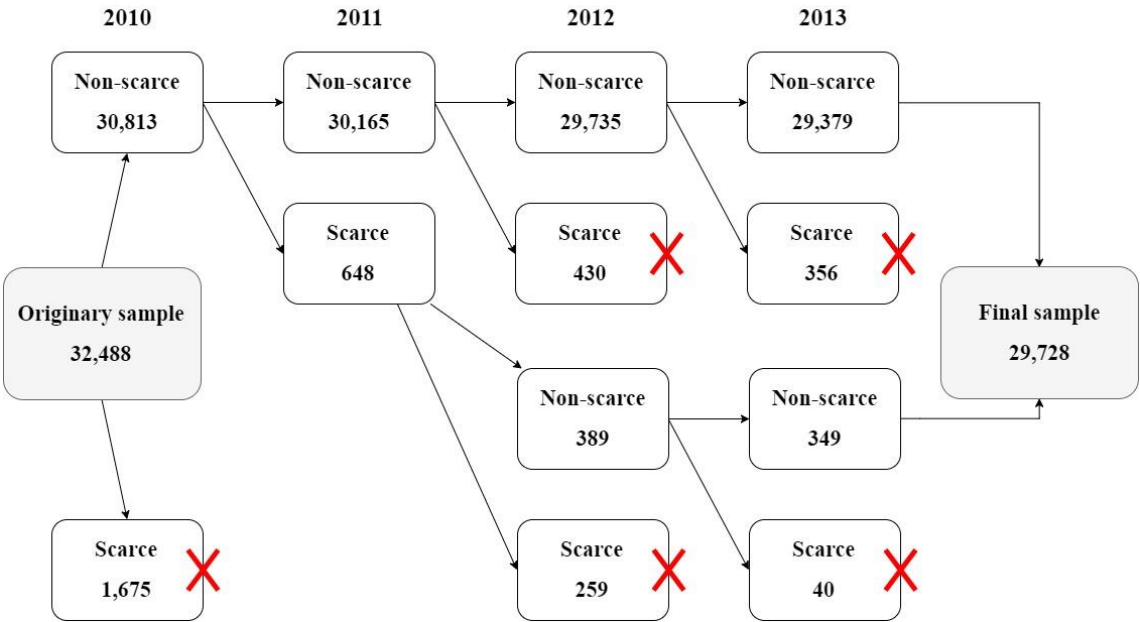 2010
2011
2012
2013
Non-scarce
30,813
Non-scarce
30,165
Non-scarce
29,735
Non-scarce
29,379
Scarce
648
Scarce
430
Scarce
356
Originary sample
32,488
Final sample
29,728
Non-scarce
389
Non-scarce
349
Scarce
1,675
Scarce
259
Scarce
40